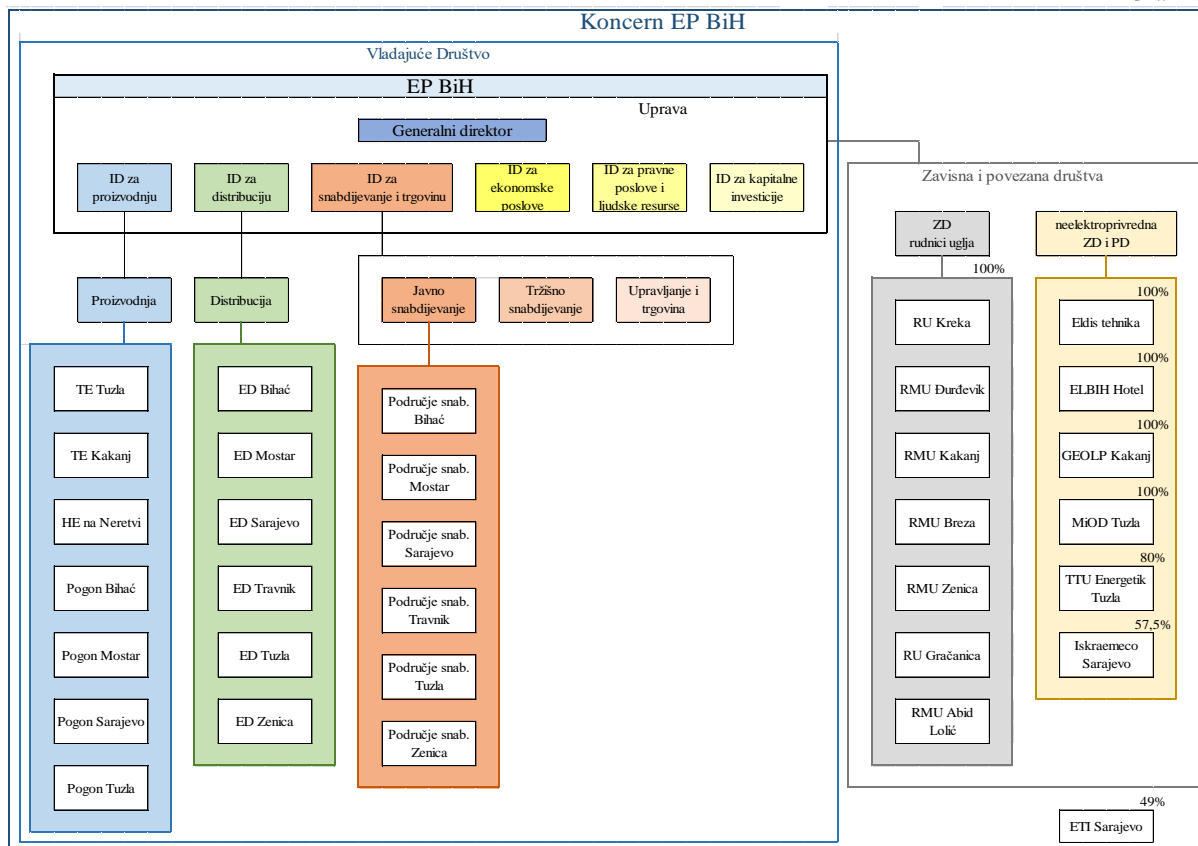 Koncern EP BiH
Vladajuće Društvo
EP BiH
Uprava
Generalni direktor
ID za
proizvodnju
ID za
distribuciju
ID za
snabdijevanje i trgovinu
ID za
ekonomske
poslove
ID za pravne
poslove i
ljudske resurse
ID za kapitalne
investicije
Proizvodnja
Distribucija
Javno
snabdijevanje
Tržišno
snabdijevanje
Upravljanje i
trgovina
TE Tuzla
TE Kakanj
HE na Neretvi
Pogon Bihać
Pogon Mostar
Pogon Sarajevo
Pogon Tuzla
ED Bihać
ED Mostar
ED Sarajevo
ED Travnik
ED Tuzla
ED Zenica
Područje snab.
Bihać
Područje snab.
Mostar
Područje snab.
Sarajevo
Područje snab.
Travnik
Područje snab.
Tuzla
Područje snab.
Zenica
Zavisna i povezana društva
ZD
rudnici uglja
100%
RU Kreka
RMU Đurđevik
RMU Kakanj
RMU Breza
RMU Zenica
RU Gračanica
RMU Abid
Lolić
neelektroprivredna
ZD i PD
100%
Eldis tehnika
100%
ELBIH Hotel
100%
GEOLP Kakanj
100%
MiOD Tuzla
80%
TTU Energetik
Tuzla
57,5%
Iskraemeco
Sarajevo
49%
ETI Sarajevo